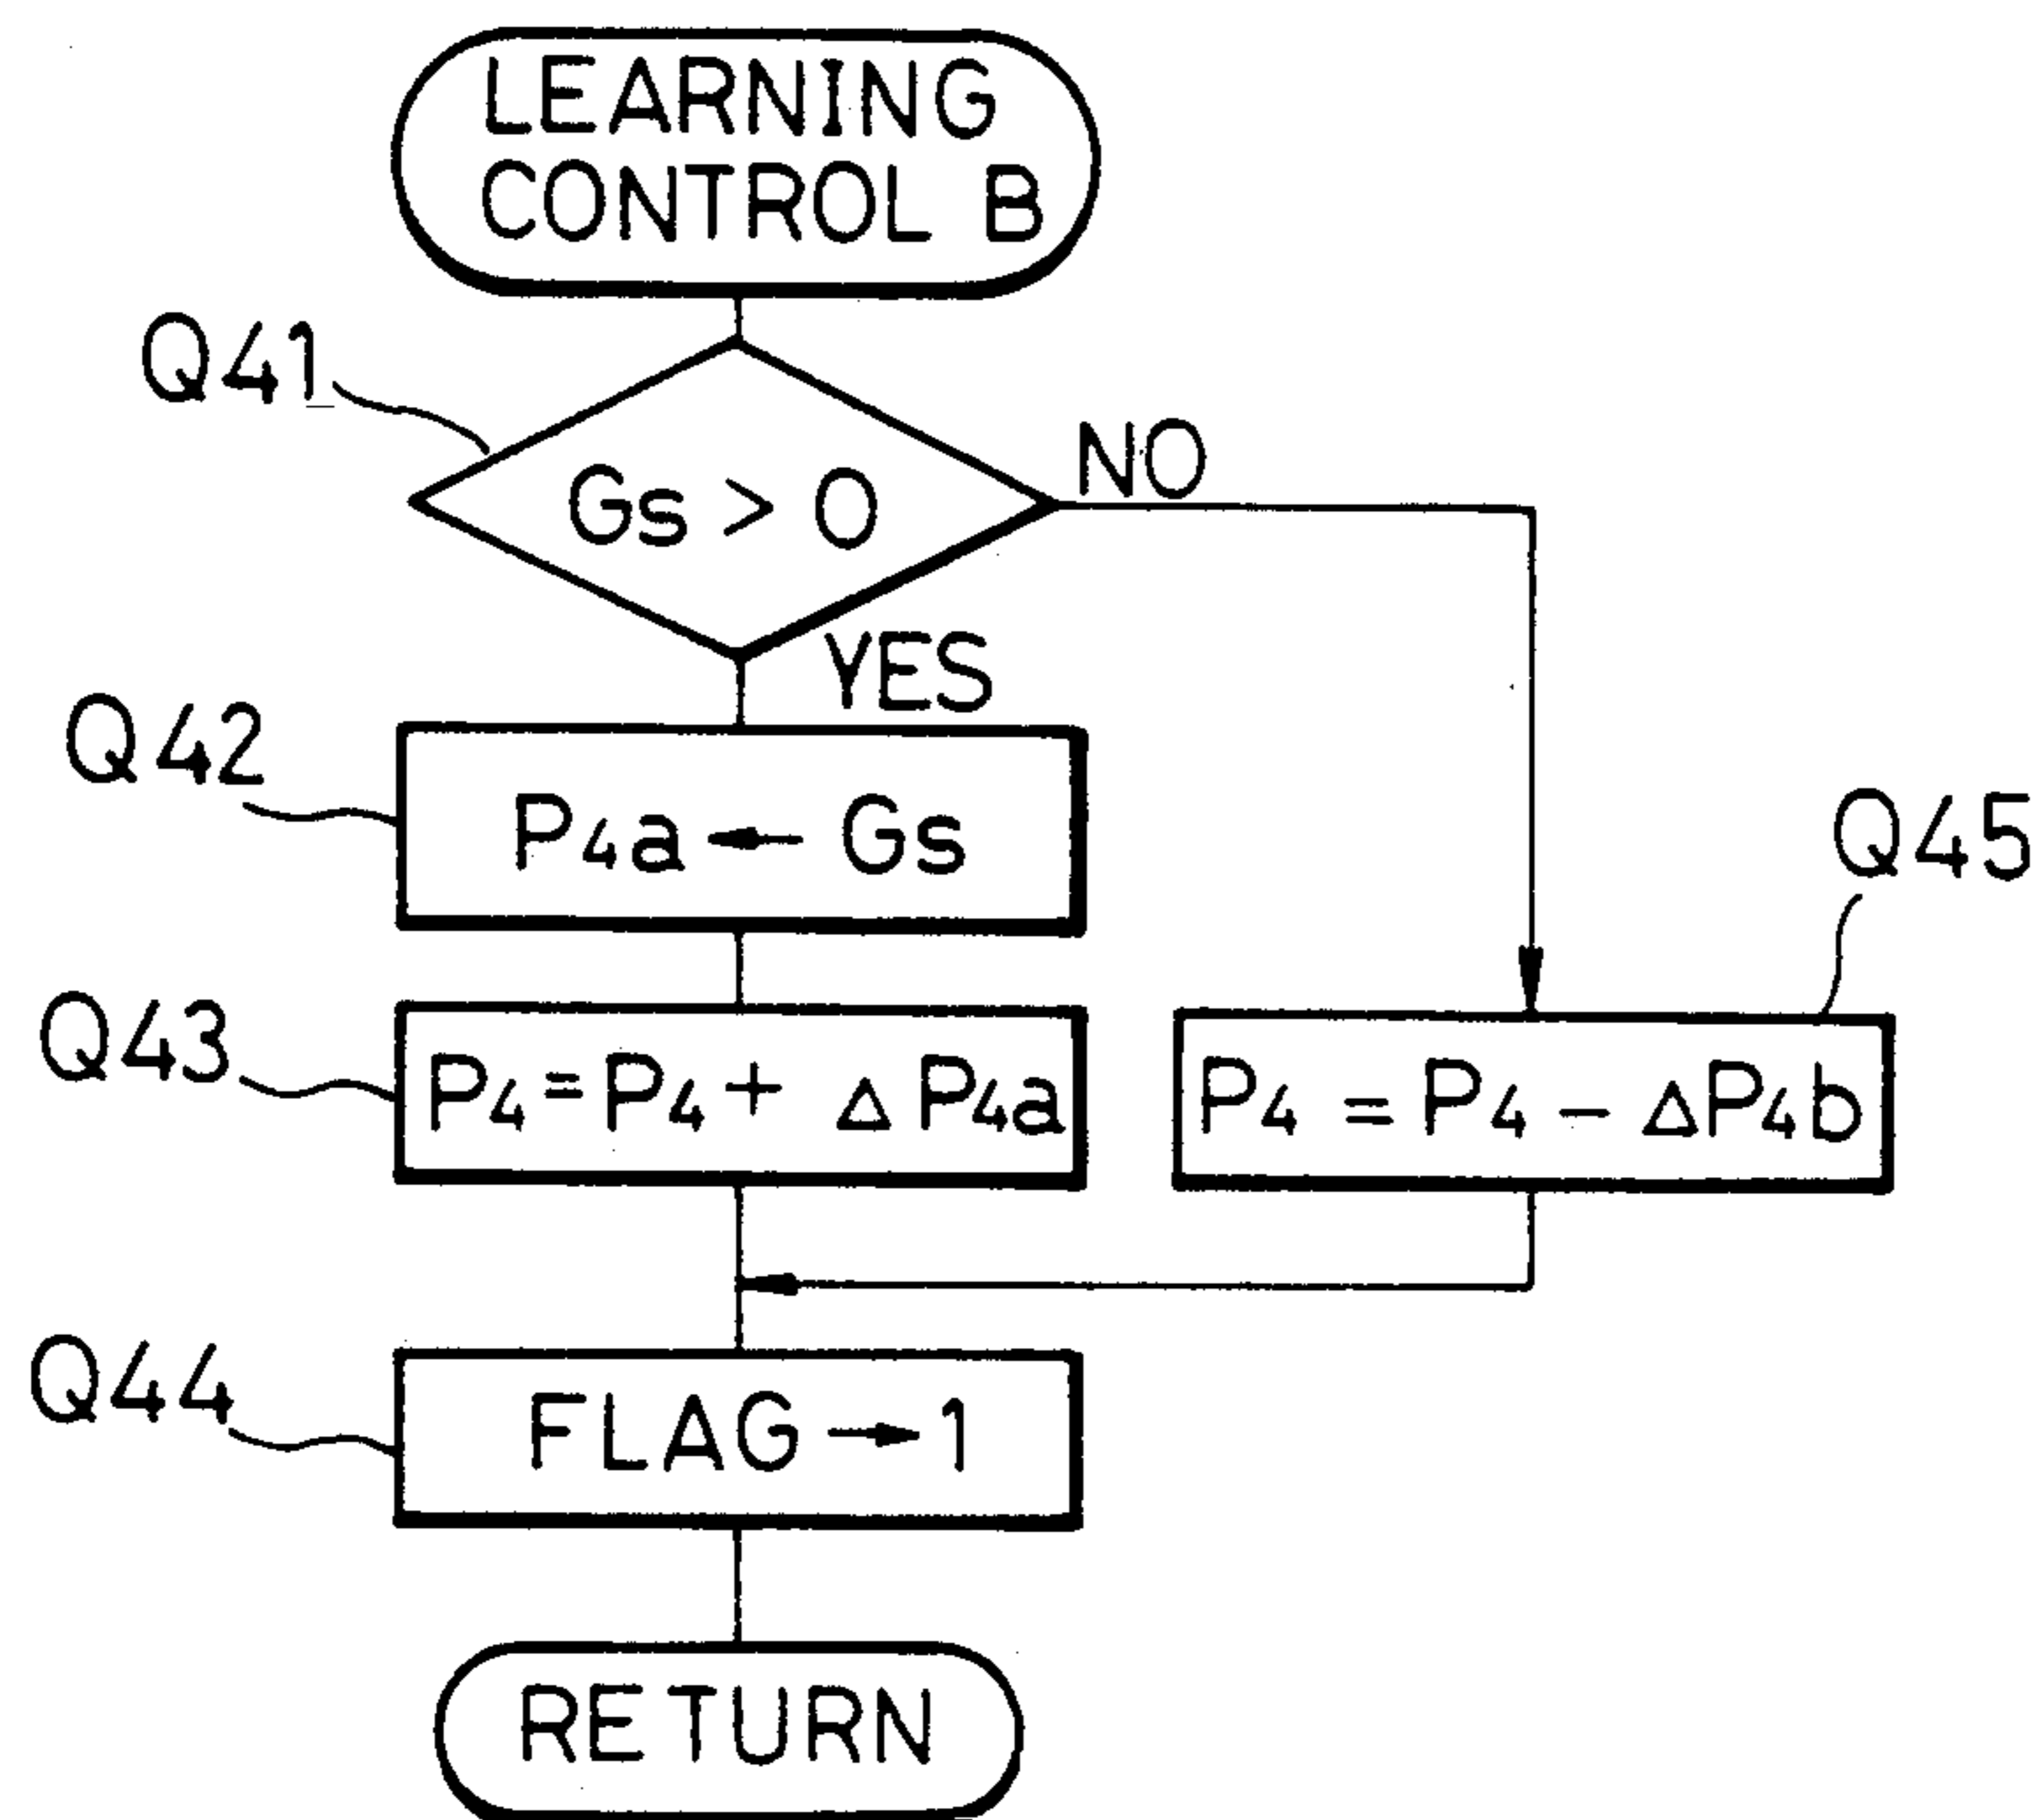 LEARNING
CONTROL B
Q41
Gs > 0
NO
YES
Q42
P4a ← Gs
Q45
Q43
P4=P4+ ΔP4a
P4 = P4 - ΔP4b
Q44
FLAG → 1
RETURN